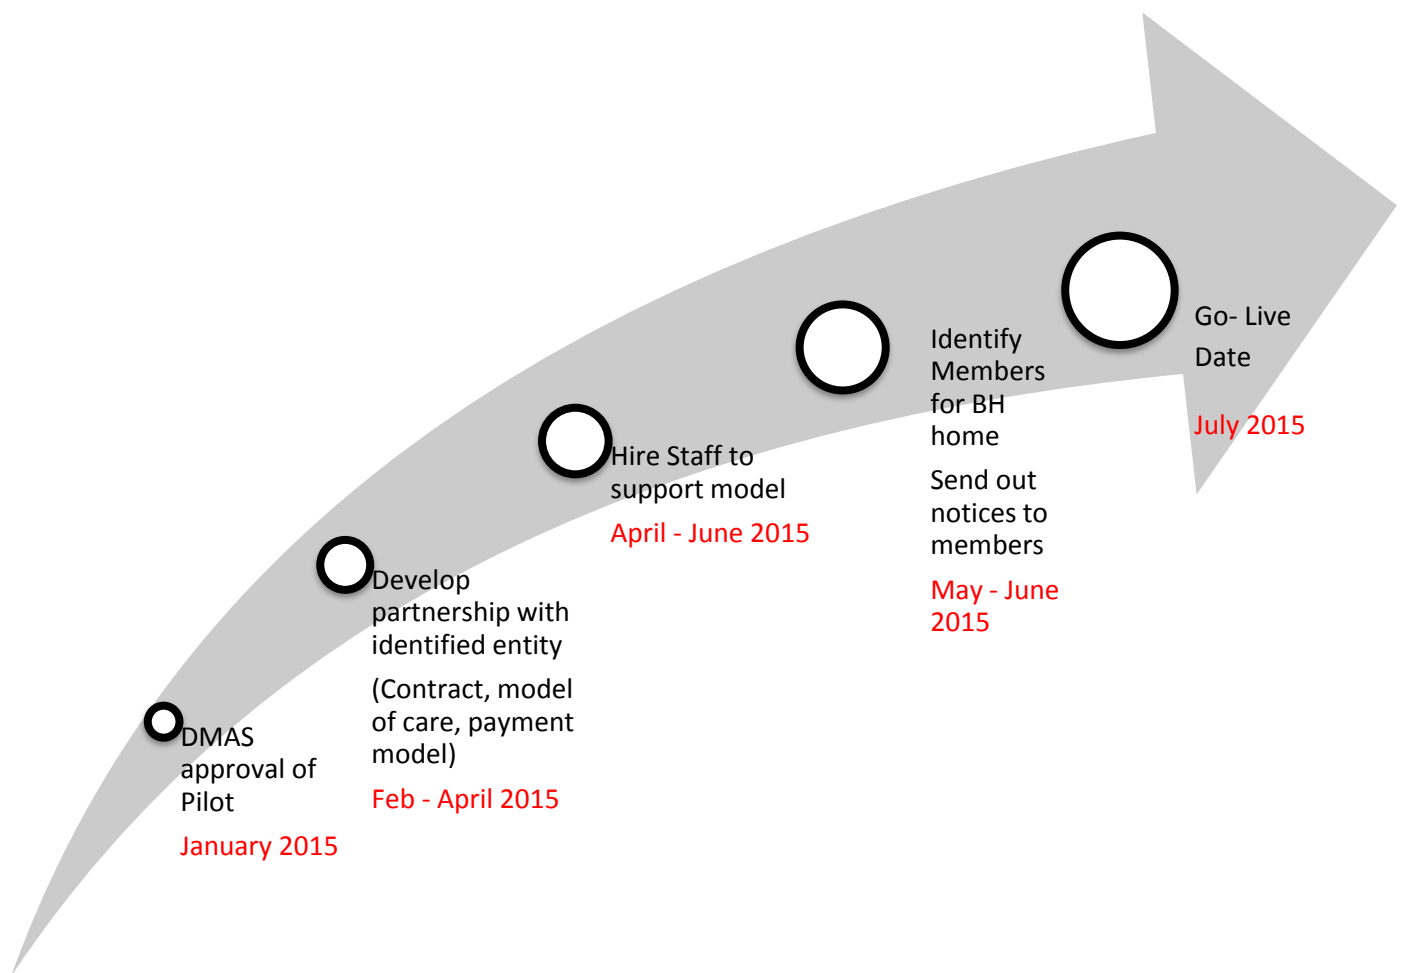 DMAS
approval of
Pilot
January 2015
Develop
partnership with
identified entity
(Contract, model
of care, payment
model)
Feb - April 2015
Hire Staff to
support model
April - June 2015
Identify
Members
for BH
home
Send out
notices to
members
May - June
2015
Go- Live
Date
July 2015